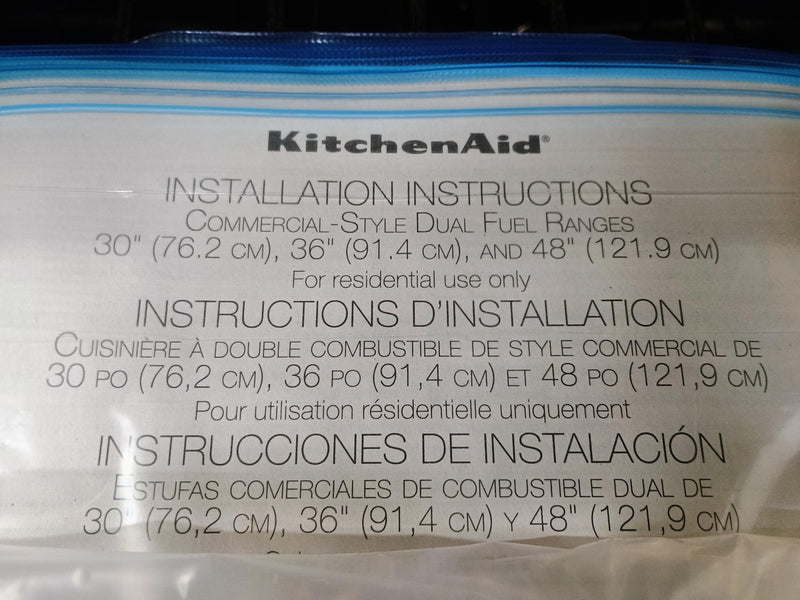 KitchenAid®
INSTALLATION INSTRUCTIONS
COMMERCIAL-STYLE DUAL FUEL RANGES
30" (76.2 CM), 36" (91.4 CM), AND 48" (121.9 CM)
For residential use only
INSTRUCTIONS D'INSTALLATION
CUISINIÈRE À DOUBLE COMBUSTIBLE DE STYLE COMMERCIAL DE
30 PO (76,2 CM), 36 PO (91,4 CM) ET 48 PO (121,9 CM)
Pour utilisation résidentielle uniquement
INSTRUCCIONES DE INSTALACIÓN
ESTUFAS COMERCIALES DE COMBUSTIBLE DUAL DE
30" (76,2 CM), 36" (91,4 CM) Y 48" (121,9 CM)